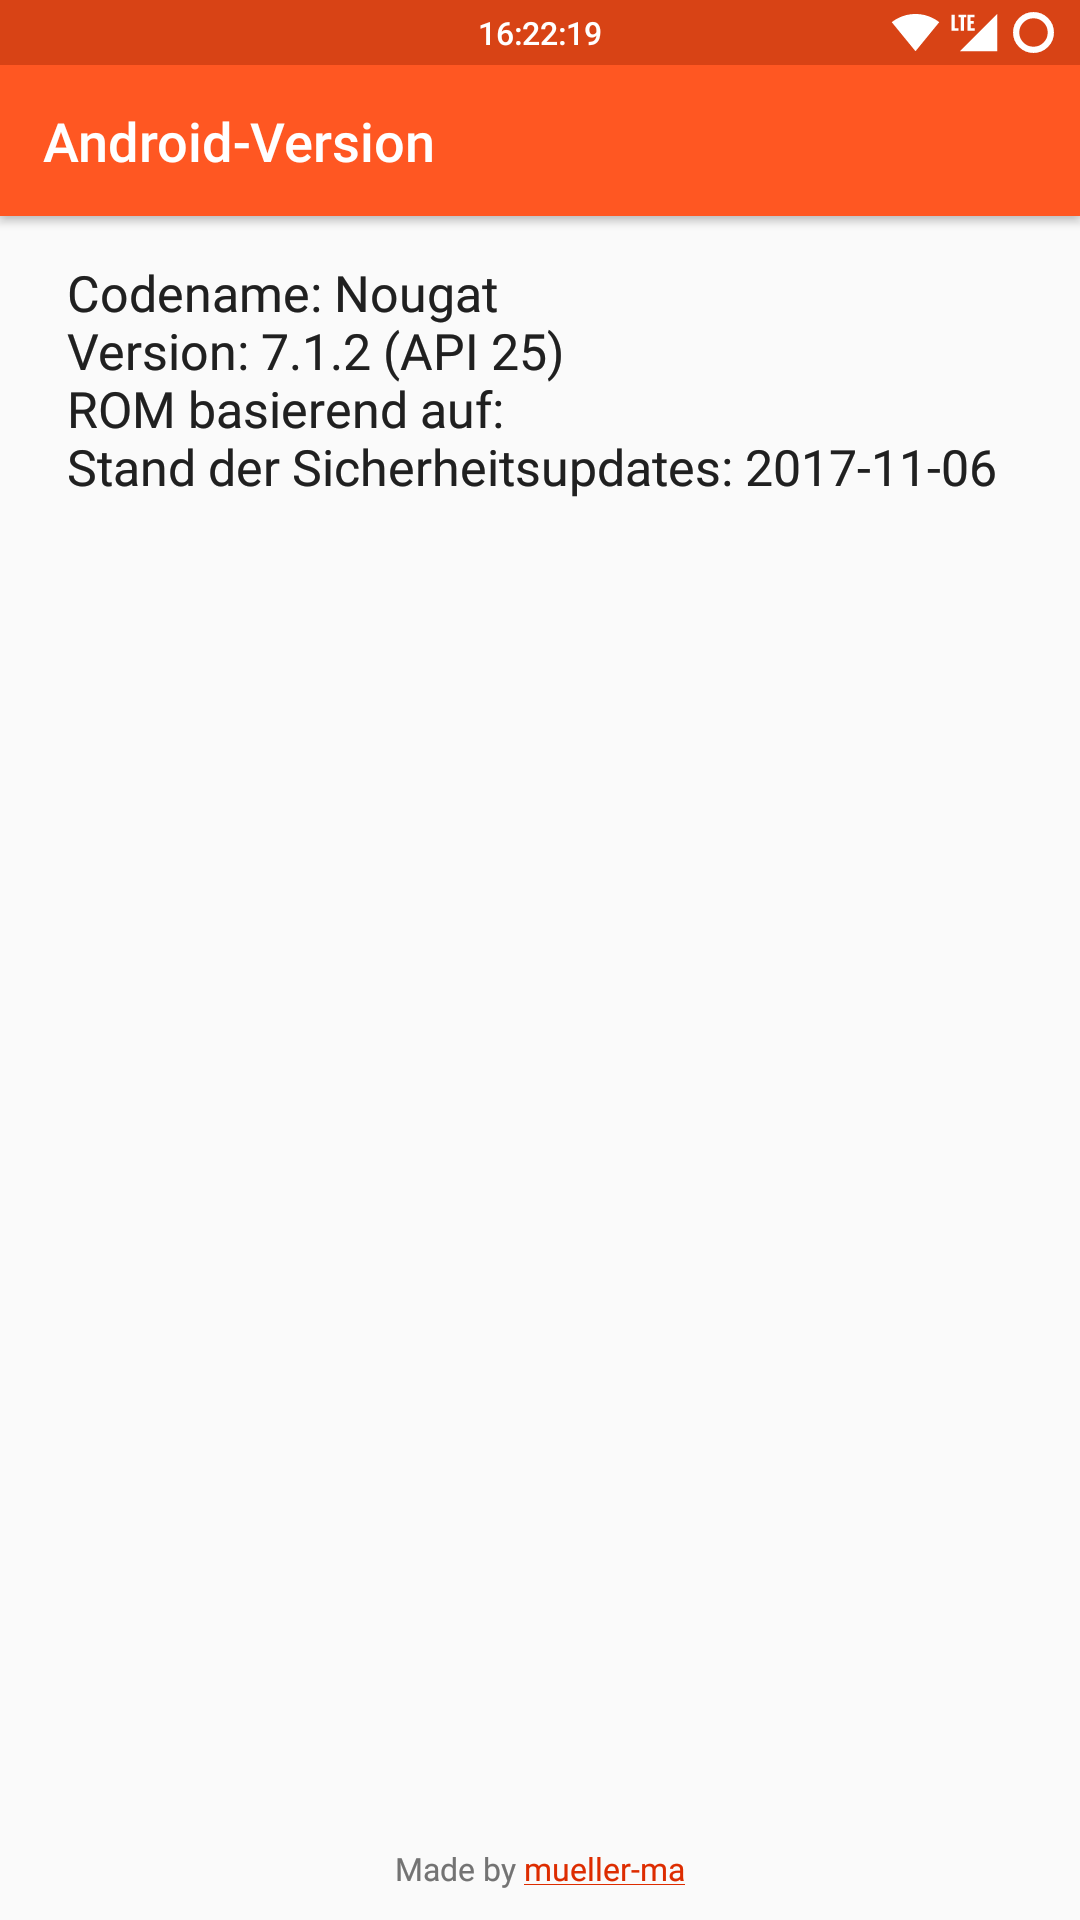 16:22:19
LTE
Android-Version
Codename: Nougat
Version: 7.1.2 (API 25)
ROM basierend auf:
Stand der Sicherheitsupdates: 2017-11-06
Made by mueller-ma